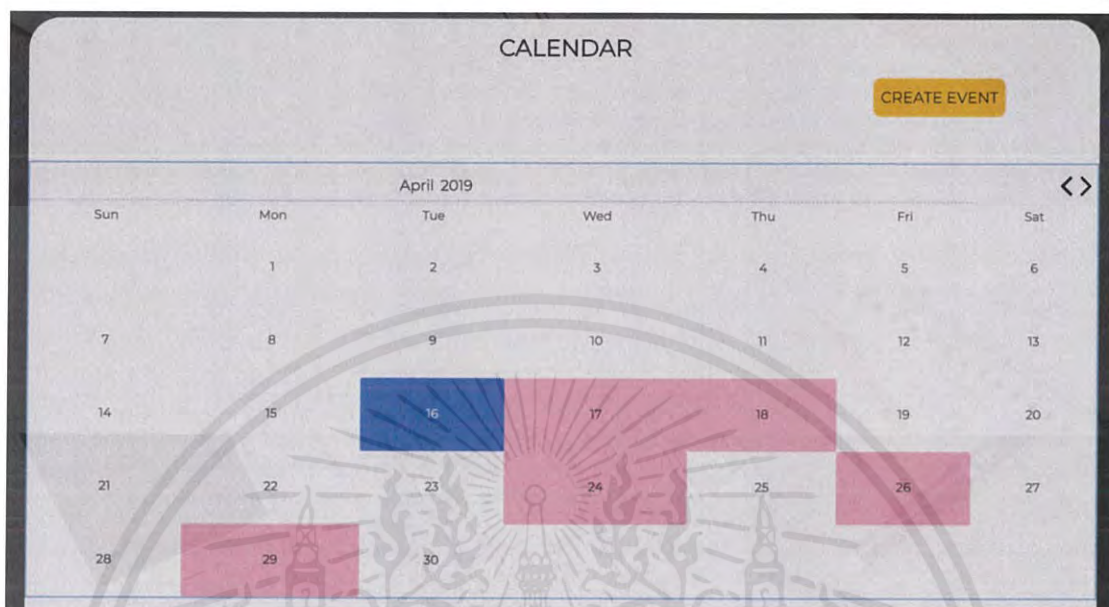 CALENDAR
CREATE EVENT
April 2019
Sun Mon Tue Wed Thu Fri Sat
1 2 3 4 5 6
7 8 9 10 11 12 13
14 15 16 17 18 19 20
21 22 23 24 25 26 27
28 29 30